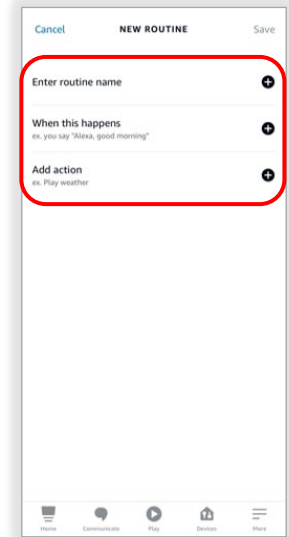 Cancel NEW ROUTINE Save
Enter routine name
When this happens
ex. you say "Alexa, good morning"
Add action
ex. Play weather
Home Communicate Play Devices More